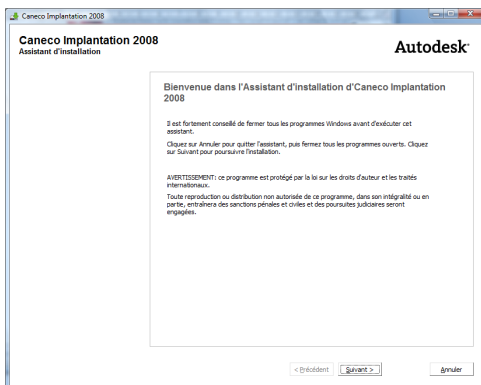 Caneco Implantation 2008
Caneco Implantation 2008
Assistant d'installation
Autodesk
Bienvenue dans l'Assistant d'installation d'Caneco Implantation
2008
Il est fortement conseillé de fermer tous les programmes Windows avant d'exécuter cet
assistant.
Cliquez sur Annuler pour quitter l'assistant, puis fermez tous les programmes ouverts. Cliquez
sur Suivant pour poursuivre l'installation.
AVERTISSEMENT: ce programme est protégé par la loi sur les droits d'auteur et les traités
internationaux.
Toute reproduction ou distribution non autorisée de ce programme, dans son intégralité ou en
partie, entraînera des sanctions pénales et civiles et des poursuites judiciaires seront
engagées.
< Précédent Suivant > Annuler